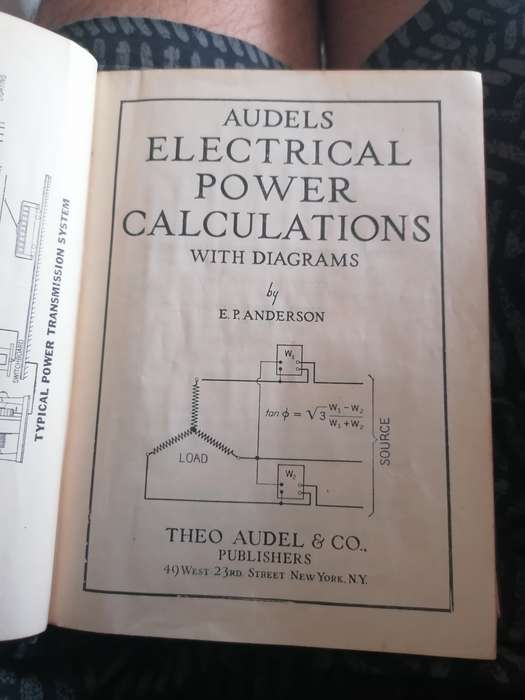 TYPICAL POWER TRANSMISSION SYSTEM
SWITCHBOARD
AUDELS
ELECTRICAL
POWER
CALCULATIONS
WITH DIAGRAMS
by
E. P. ANDERSON
W₁
tan ϕ = √3 (W₁ - W₂) / (W₁ + W₂)
LOAD
SOURCE
W₂
THEO AUDEL & CO.,
PUBLISHERS
49 WEST 23RD STREET NEW YORK, N.Y.